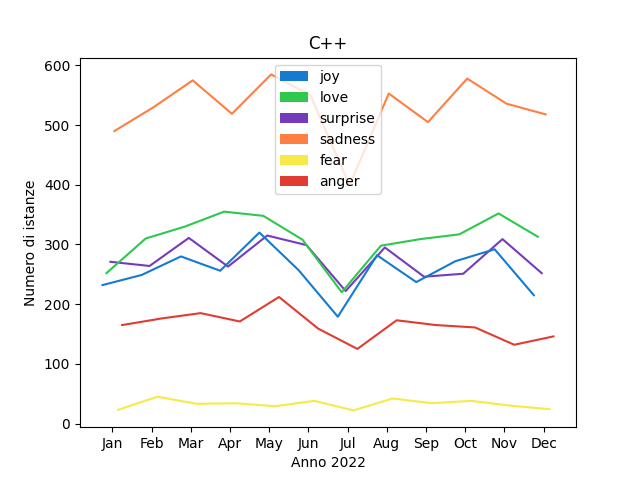 C++
600
500
400
300
200
100
0
Numero di istanze
joy
love
surprise
sadness
fear
anger
Jan Feb Mar Apr May Jun Jul Aug Sep Oct Nov Dec
Anno 2022